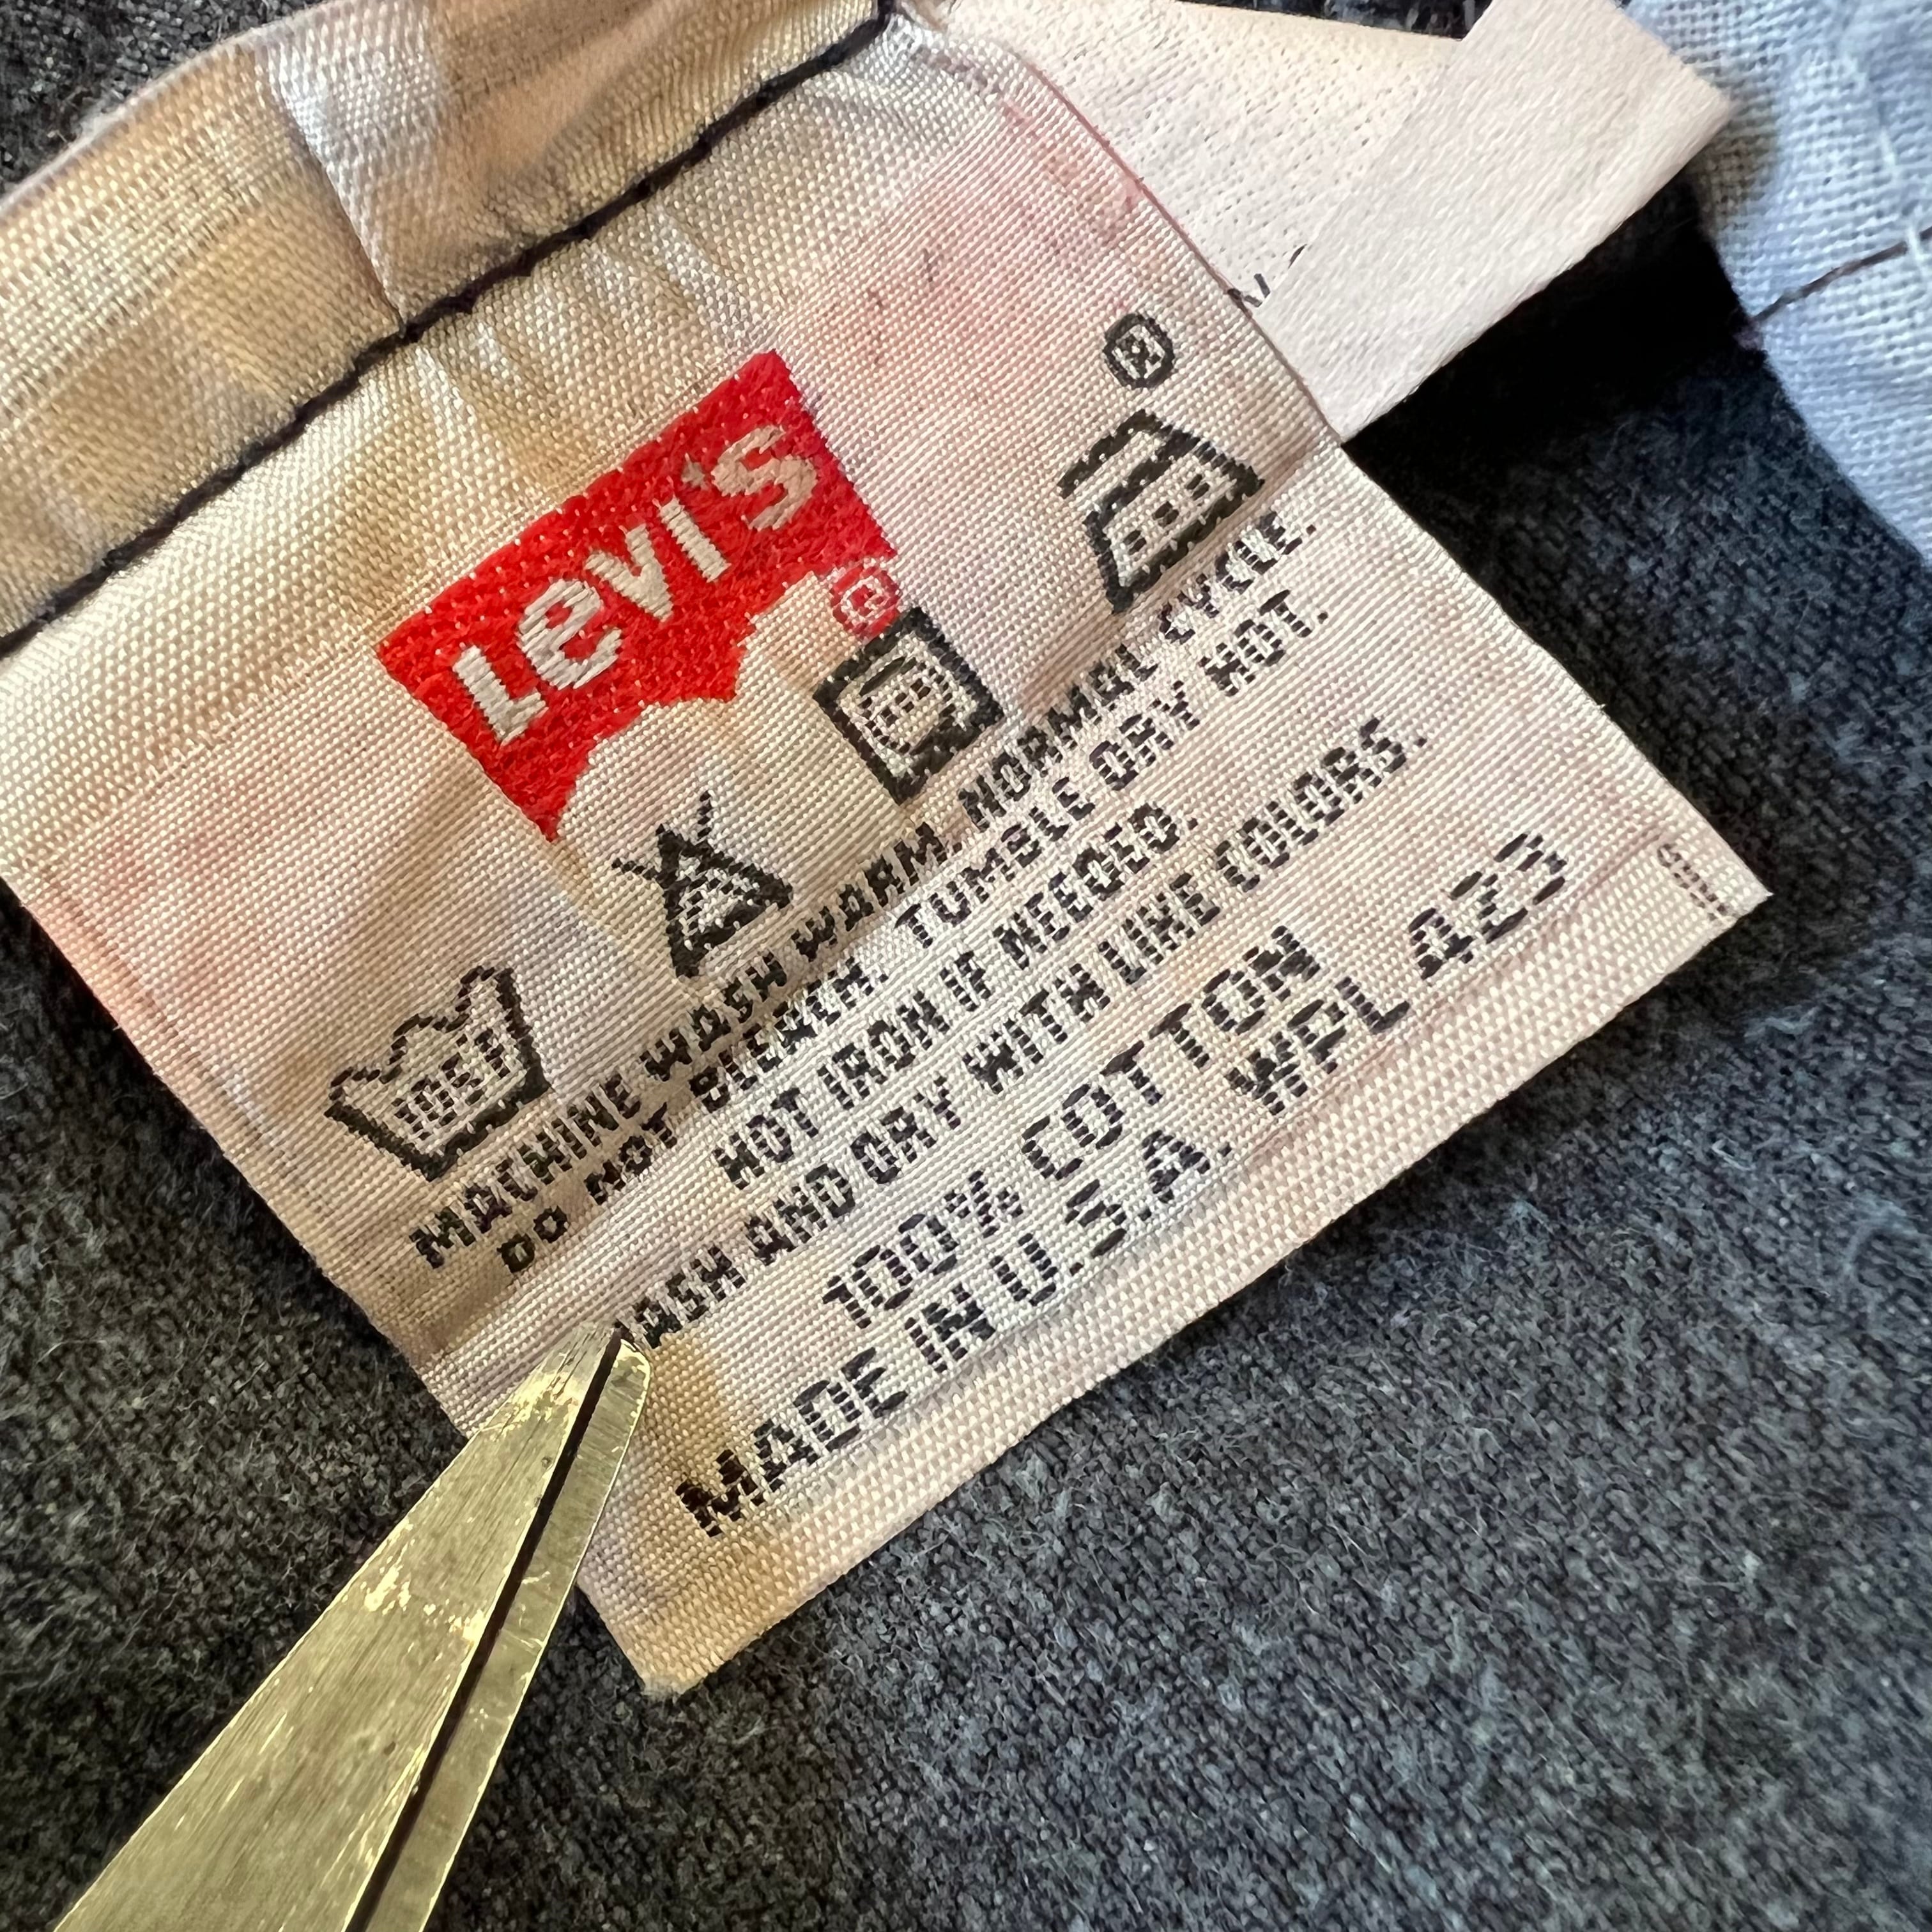 Levi's ®
®
105F
MACHINE WASH WARM, NORMAL CYCLE.
DO NOT BLEACH. TUMBLE DRY HOT.
HOT IRON IF NEEDED.
WASH AND DRY WITH LIKE COLORS.
100% COTTON
MADE IN U.S.A. WPL 423